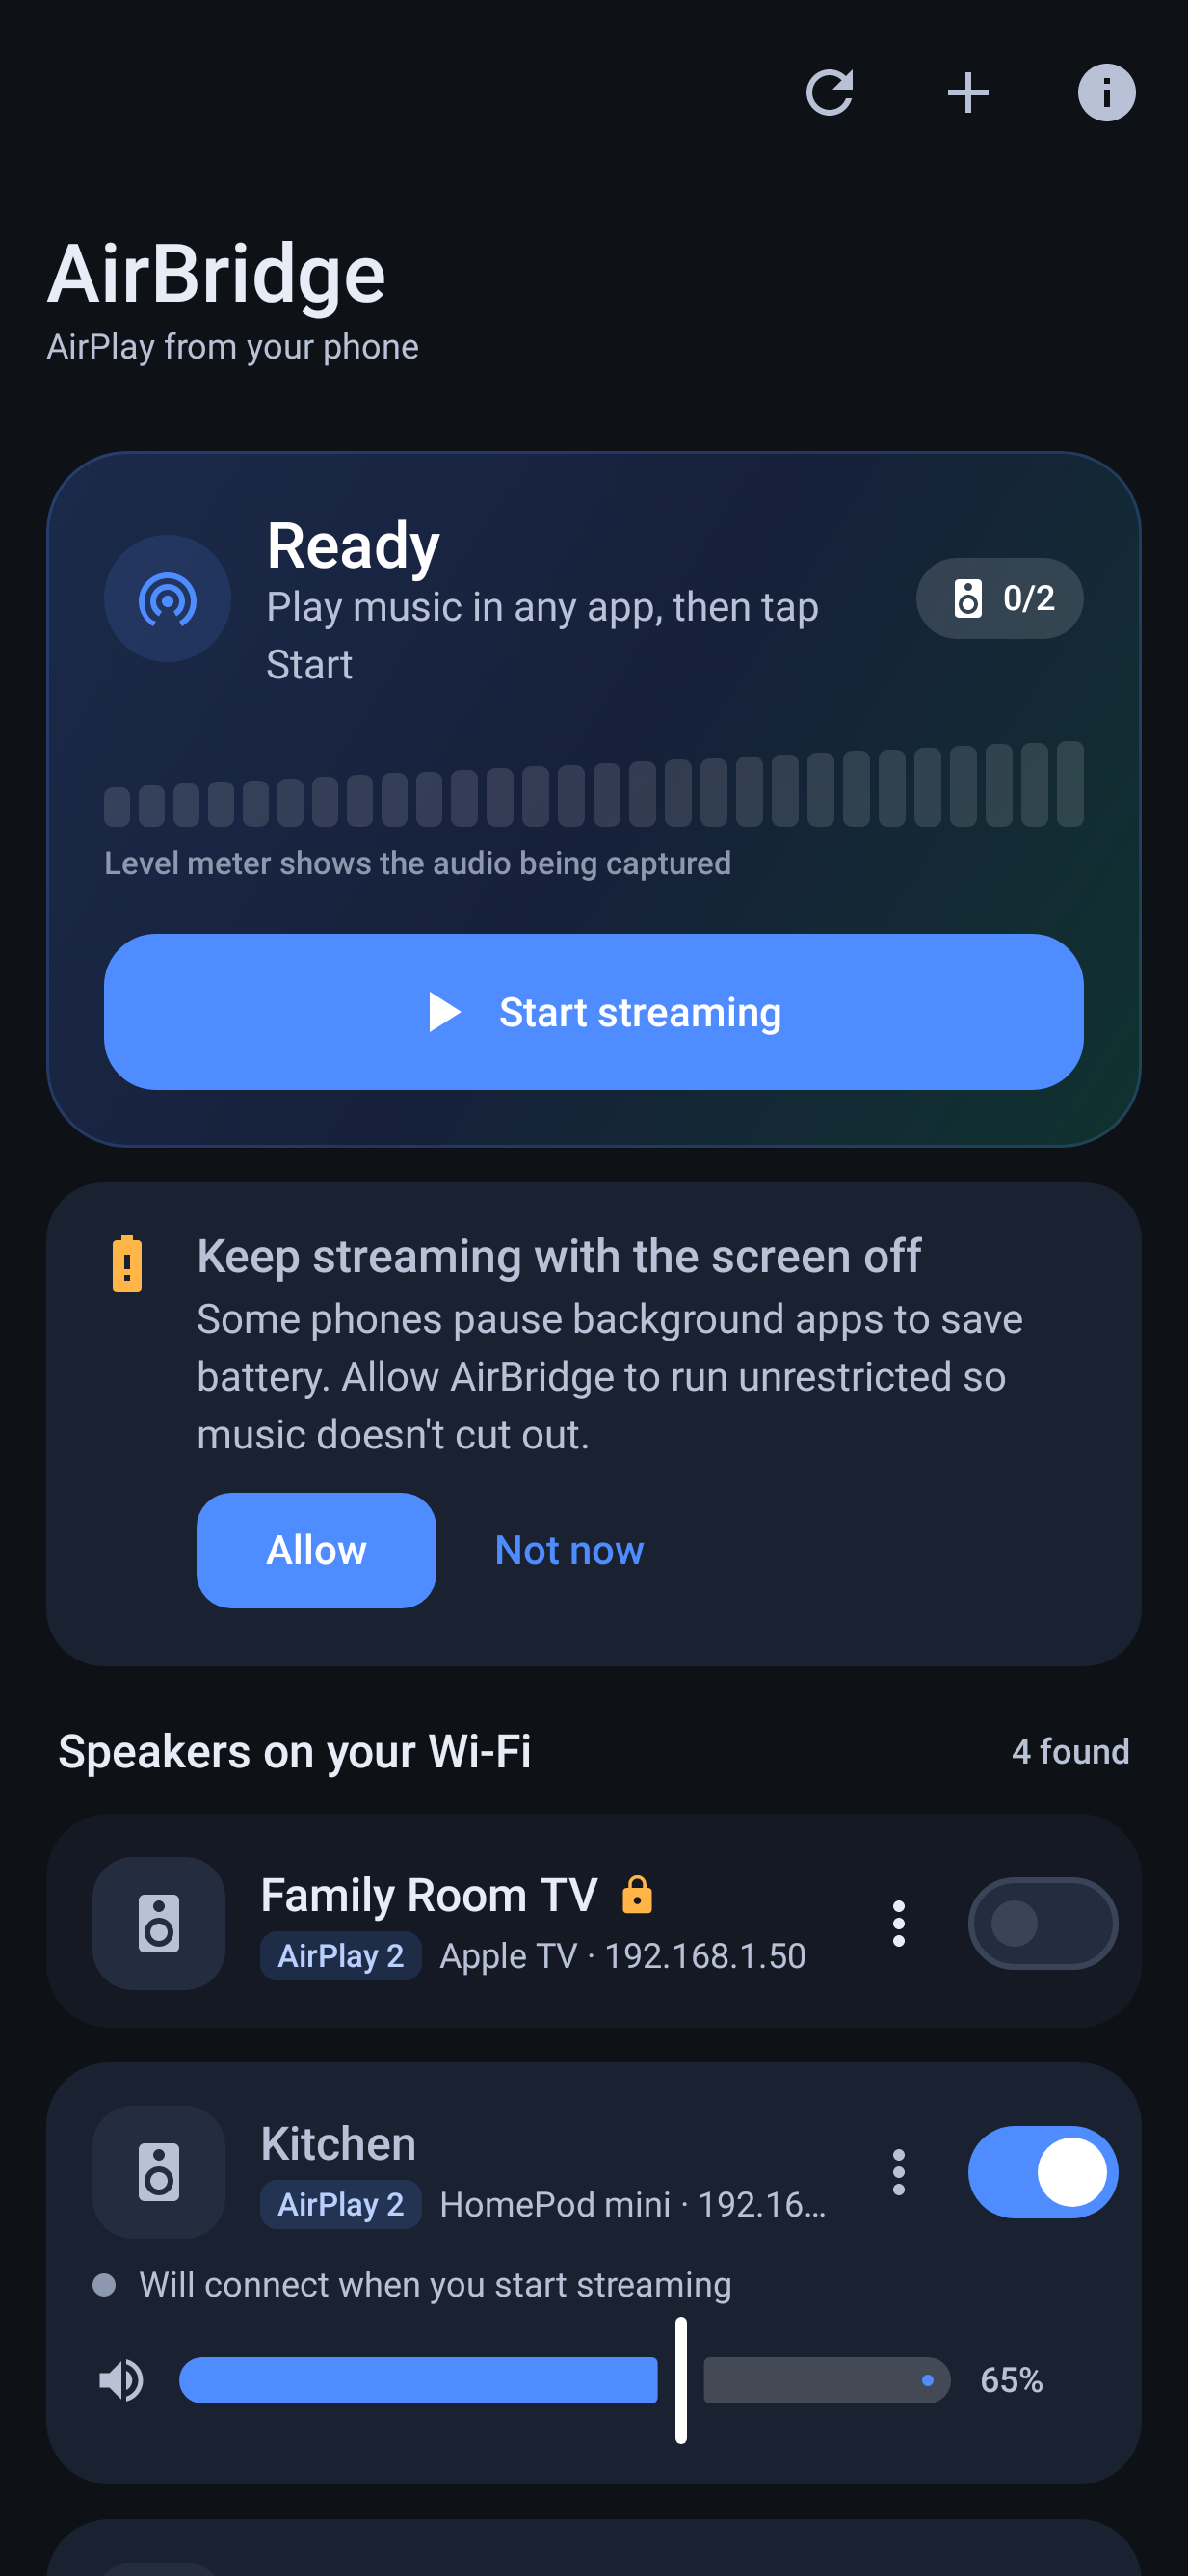 AirBridge
AirPlay from your phone
Ready
Play music in any app, then tap
Start
0/2
Level meter shows the audio being captured
Start streaming
Keep streaming with the screen off
Some phones pause background apps to save
battery. Allow AirBridge to run unrestricted so
music doesn't cut out.
Allow
Not now
Speakers on your Wi-Fi
4 found
Family Room TV
AirPlay 2 Apple TV · 192.168.1.50
Kitchen
AirPlay 2 HomePod mini · 192.16...
Will connect when you start streaming
65%